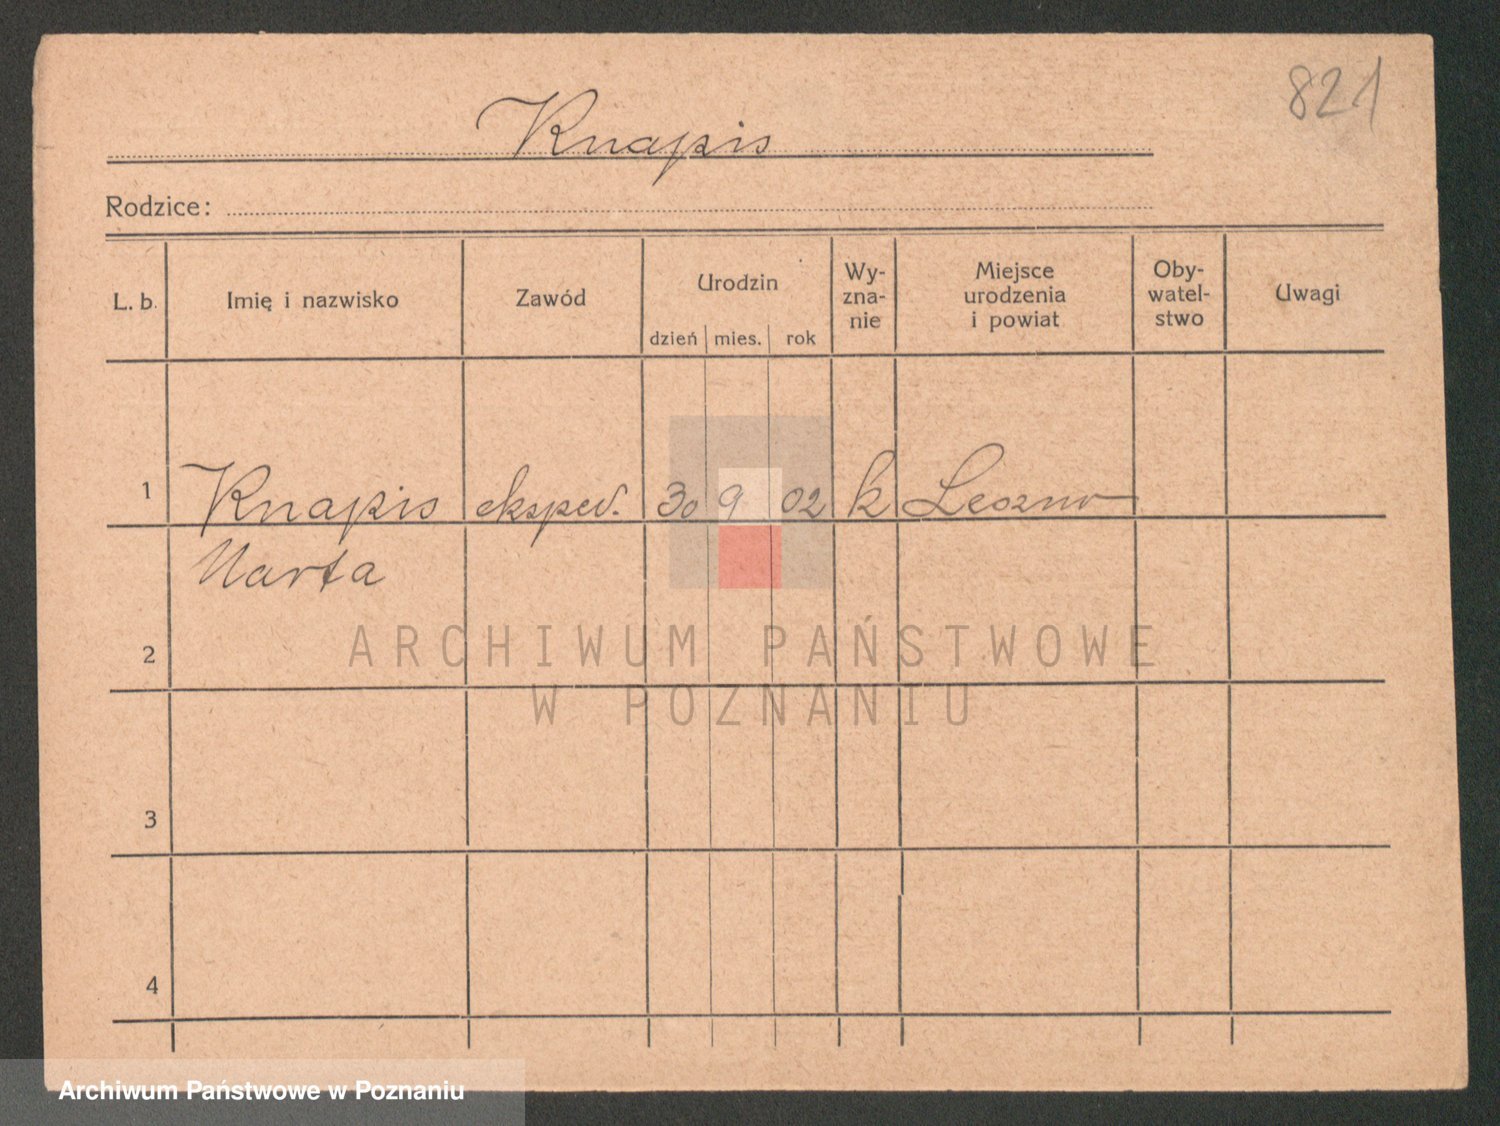 821
Knapis
Rodzice:
L. b. Imię i nazwisko Zawód Urodzin dzień mies. rok Wy-zna-nie Miejsce urodzenia i powiat Oby-watel-stwo Uwagi
1 Knapis eksped. 30 9 02 k Leszno
Marta
2
ARCHIWUM PAŃSTWOWE
W POZNANIU
3
4
Archiwum Państwowe w Poznaniu